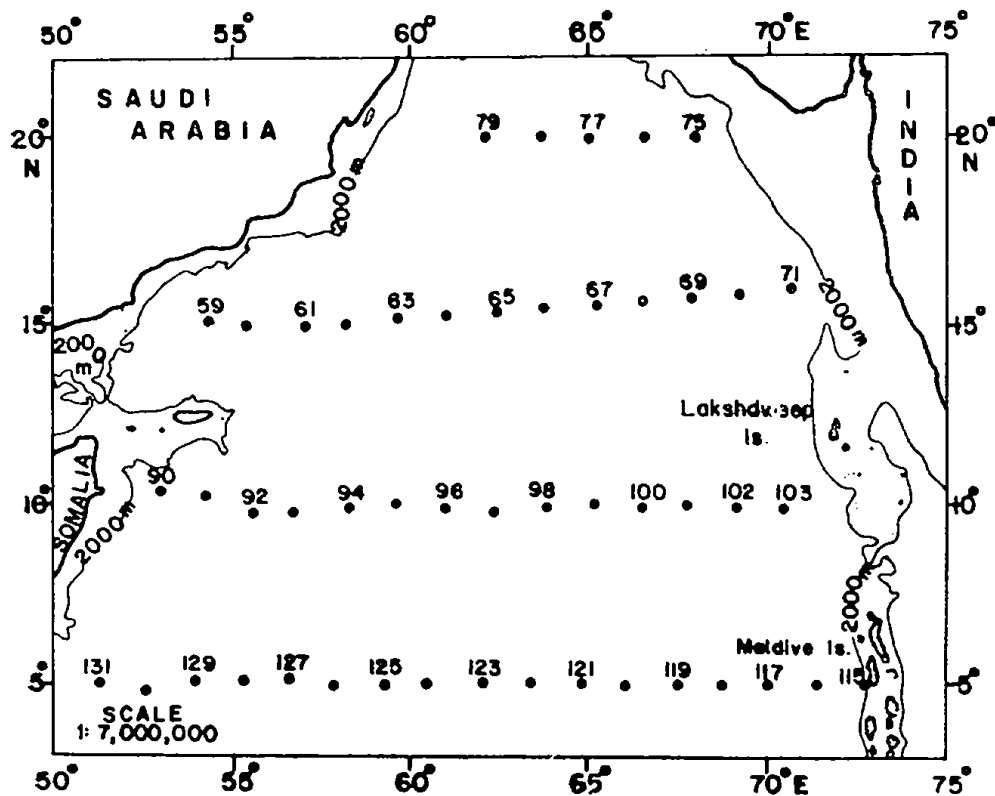 50° 55° 60° 65° 70°E 75°
SAUDI
ARABIA
INDIA
20° N
20° N
79 77 75
2000m
59 61 63 65 67 69 71
2000m
15°
15°
2000
m
Is.
SOMALIA
90 92 94 96 98 100 102 103
10°
10°
2000m
2000m
Maldive Is.
131 129 127 125 123 121 119 117 115
5°
5°
SCALE
1: 7,000,000
50° 55° 60° 65° 70°E 75°